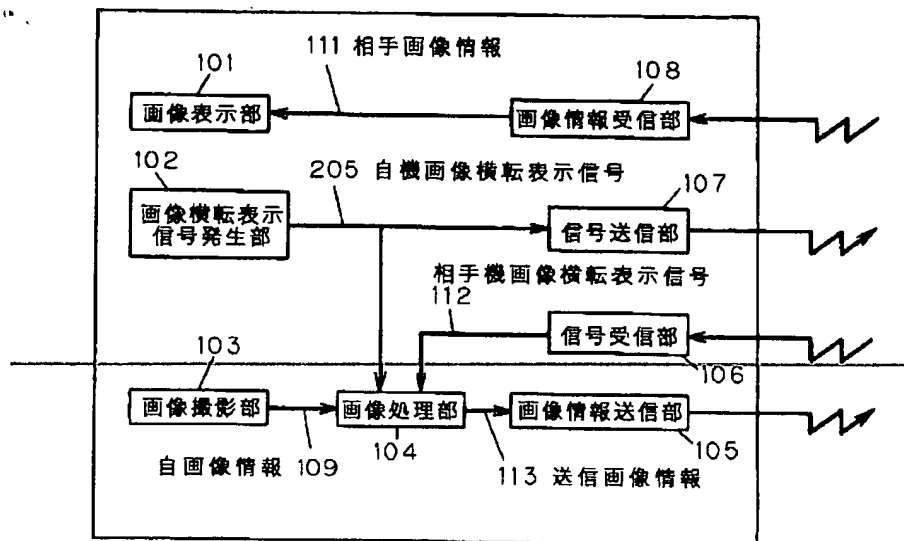 111 相手画像情報
101
108
画像表示部
画像情報受信部
102
205 自機画像横転表示信号
107
画像横転表示
信号発生部
信号送信部
相手機画像横転表示信号
112
信号受信部
103
106
画像撮影部
画像処理部
画像情報送信部
104
105
自画像情報 109
113 送信画像情報